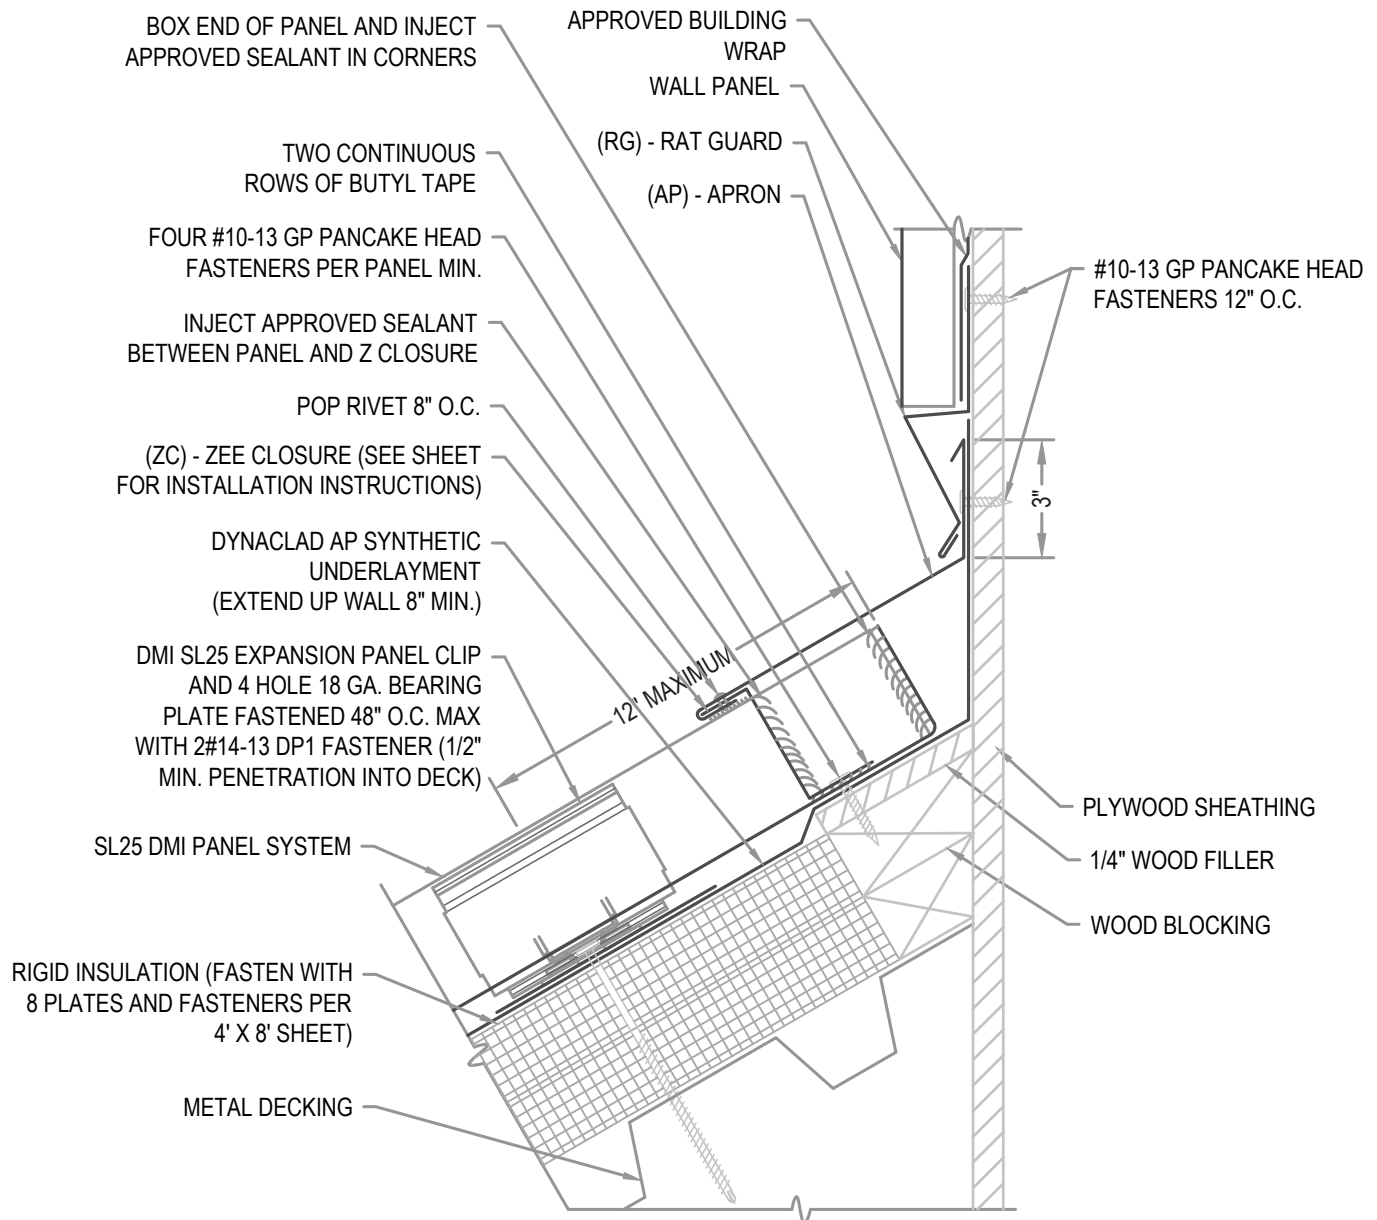 BOX END OF PANEL AND INJECT
APPROVED SEALANT IN CORNERS
TWO CONTINUOUS
ROWS OF BUTYL TAPE
FOUR #10-13 GP PANCAKE HEAD
FASTENERS PER PANEL MIN.
INJECT APPROVED SEALANT
BETWEEN PANEL AND Z CLOSURE
POP RIVET 8" O.C.
(ZC) - ZEE CLOSURE (SEE SHEET
FOR INSTALLATION INSTRUCTIONS)
DYNACLAD AP SYNTHETIC
UNDERLAYMENT
(EXTEND UP WALL 8" MIN.)
DMI SL25 EXPANSION PANEL CLIP
AND 4 HOLE 18 GA. BEARING
PLATE FASTENED 48" O.C. MAX
WITH 2#14-13 DP1 FASTENER (1/2"
MIN. PENETRATION INTO DECK)
SL25 DMI PANEL SYSTEM
RIGID INSULATION (FASTEN WITH
8 PLATES AND FASTENERS PER
4' X 8' SHEET)
METAL DECKING
APPROVED BUILDING
WRAP
WALL PANEL
(RG) - RAT GUARD
(AP) - APRON
#10-13 GP PANCAKE HEAD
FASTENERS 12" O.C.
3"
12" MAXIMUM
PLYWOOD SHEATHING
1/4" WOOD FILLER
WOOD BLOCKING